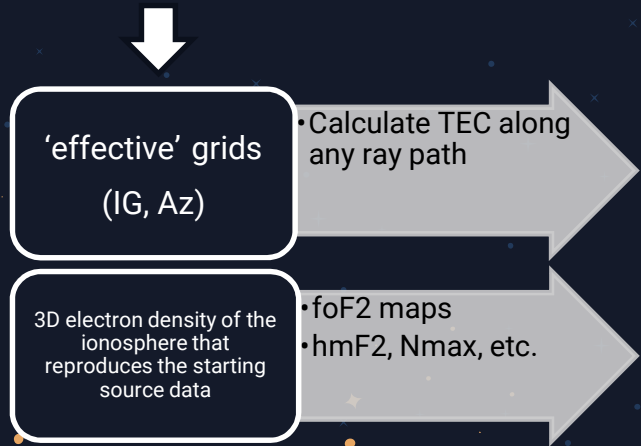 ‘effective’ grids
(IG, Az)
•Calculate TEC along
any ray path
3D electron density of the
ionosphere that
reproduces the starting
source data
•foF2 maps
•hmF2, Nmax, etc.